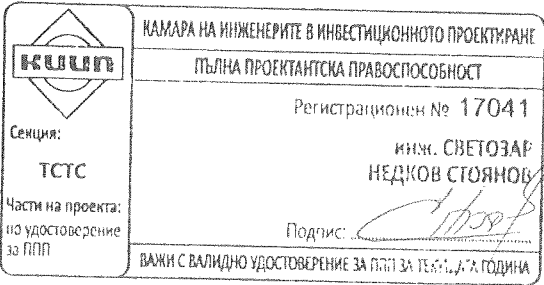 КАМАРА НА ИНЖЕНЕРИТЕ В ИНВЕСТИЦИОННОТО ПРОЕКТИРАНЕ
ПЪЛНА ПРОЕКТАНТСКА ПРАВОСПОСОБНОСТ
КИИП
Регистрационен № 17041
Секция:
ТСТС
инж. СВЕТОЗАР
НЕДКОВ СТОЯНОВ
Части на проекта:
по удостоверение
за ППП
Подпис:
ВАЖИ С ВАЛИДНО УДОСТОВЕРЕНИЕ ЗА ППП ЗА ТЕКУЩАТА ГОДИНА